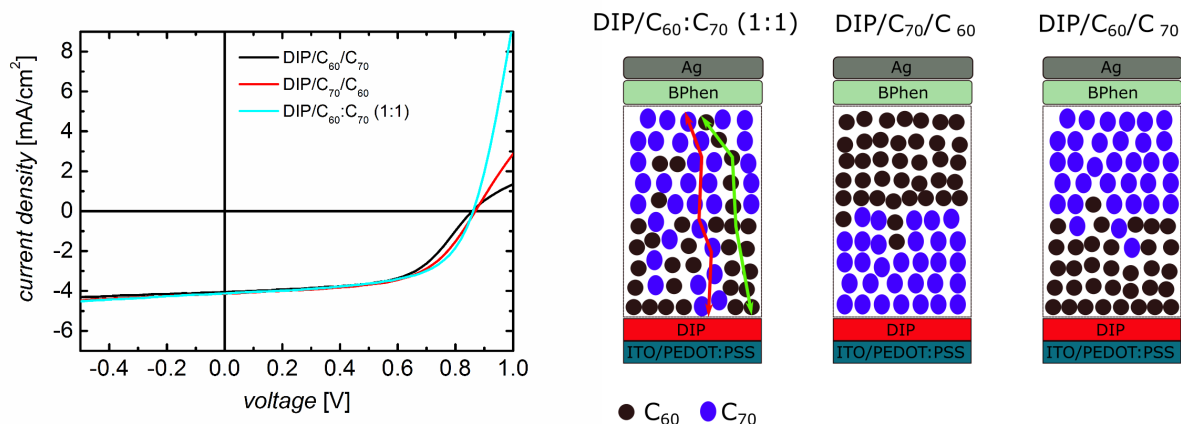 current density [mA/cm²]
8
6
4
2
0
-2
-4
-6
-0.4 -0.2 0.0 0.2 0.4 0.6 0.8 1.0
voltage [V]
DIP/C₆₀/C₇₀
DIP/C₇₀/C₆₀
DIP/C₆₀:C₇₀ (1:1)
DIP/C₆₀:C₇₀ (1:1)
Ag
BPhen
DIP
ITO/PEDOT:PSS
DIP/C₇₀/C₆₀
Ag
BPhen
DIP
ITO/PEDOT:PSS
DIP/C₆₀/C₇₀
Ag
BPhen
DIP
ITO/PEDOT:PSS
C₆₀ C₇₀